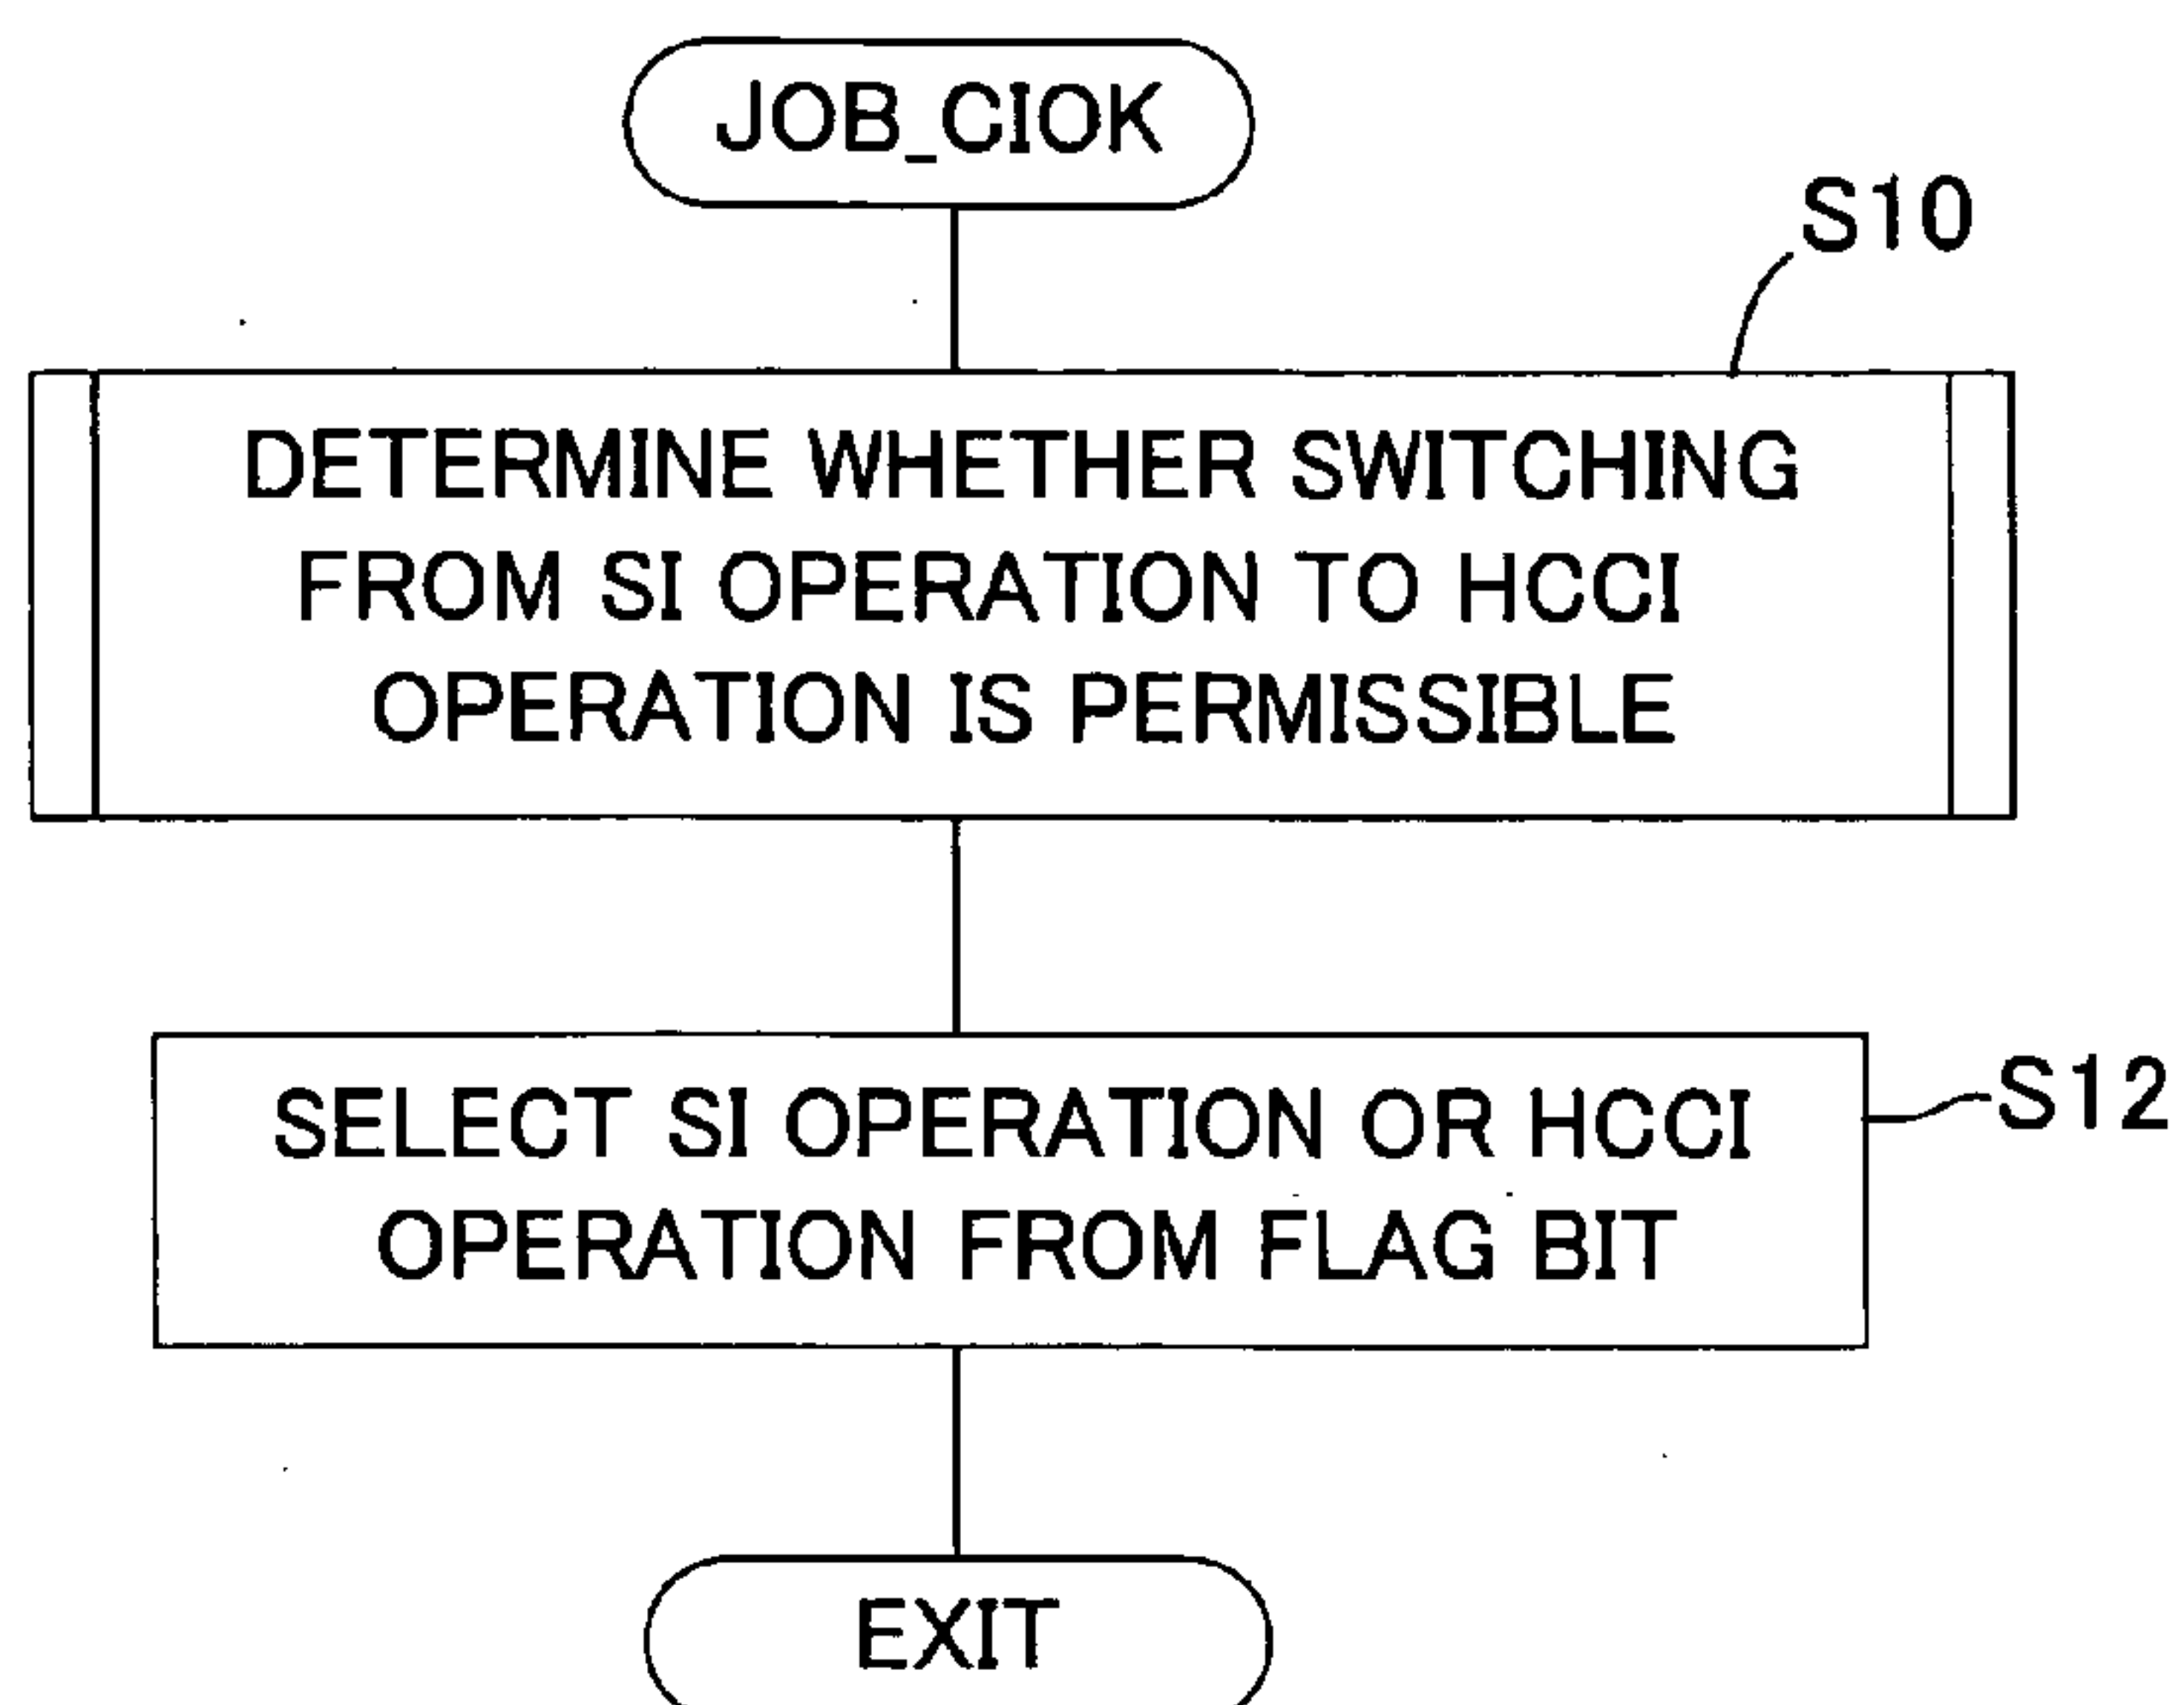 JOB_CIOK
S10
DETERMINE WHETHER SWITCHING
FROM SI OPERATION TO HCCI
OPERATION IS PERMISSIBLE
SELECT SI OPERATION OR HCCI
OPERATION FROM FLAG BIT
S12
EXIT